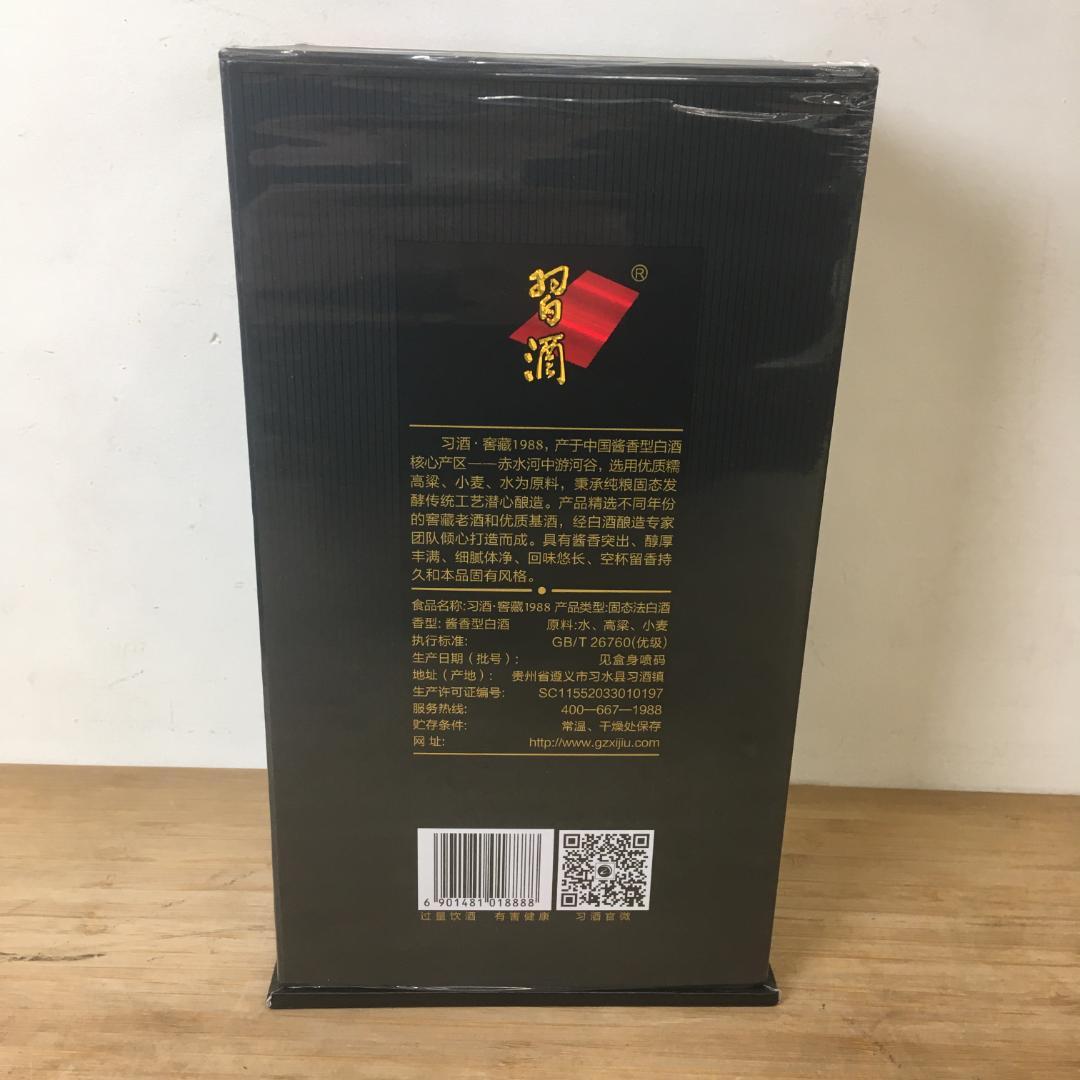 習酒
®
习酒·窖藏1988，产于中国酱香型白酒
核心产区——赤水河中游河谷，选用优质糯
高粱、小麦、水为原料，秉承纯粮固态发
酵传统工艺潜心酿造。产品精选不同年份
的窖藏老酒和优质基酒，经白酒酿造专家
团队倾心打造而成。具有酱香突出、醇厚
丰满、细腻体净、回味悠长、空杯留香持
久和本品固有风格。
食品名称:习酒·窖藏1988 产品类型:固态法白酒
香型: 酱香型白酒 原料:水、高粱、小麦
执行标准: GB/T 26760(优级)
生产日期（批号）: 见盒身喷码
地址（产地）: 贵州省遵义市习水县习酒镇
生产许可证编号: SC11552033010197
服务热线: 400—667—1988
贮存条件: 常温、干燥处保存
网 址: http://www.gzxijiu.com
6 901481 018888
过量饮酒 有害健康 习酒官微